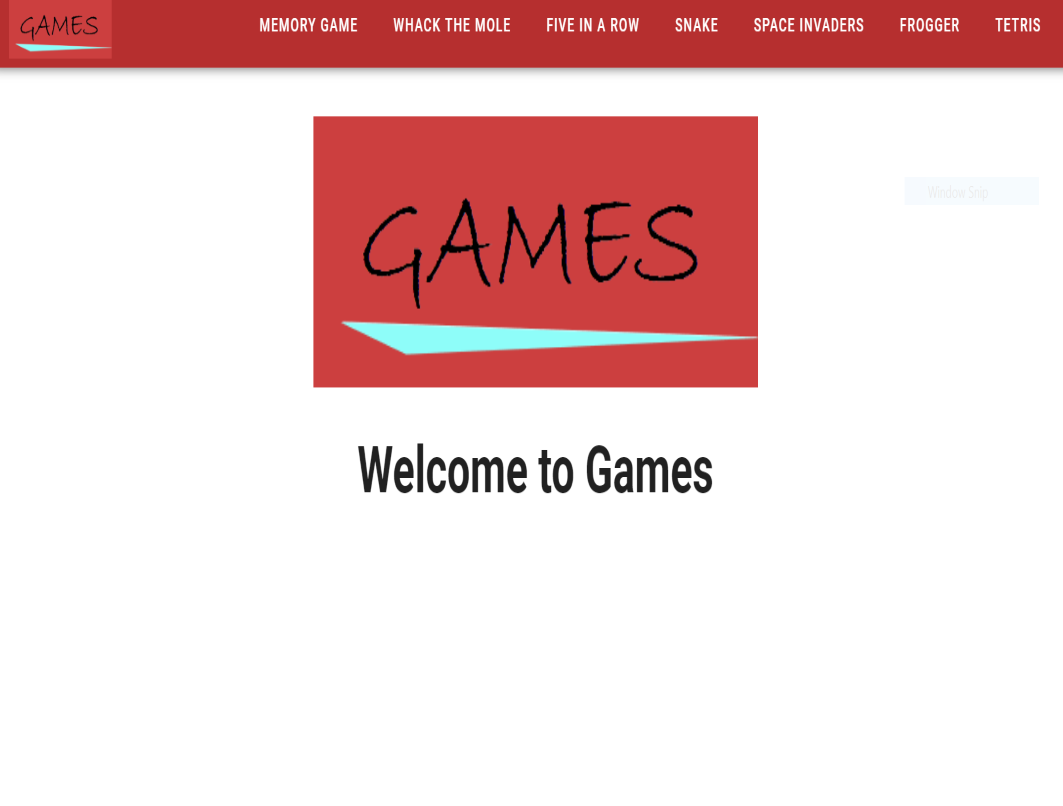 GAMES
MEMORY GAME WHACK THE MOLE FIVE IN A ROW SNAKE SPACE INVADERS FROGGER TETRIS
Window Snip
GAMES
Welcome to Games